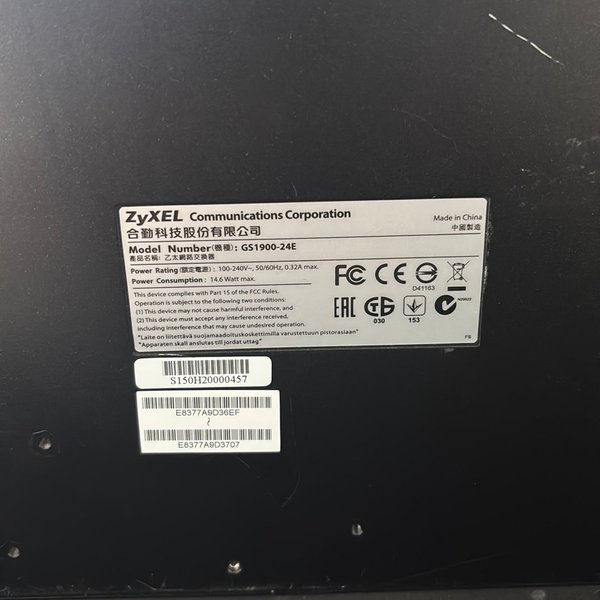 ZyXEL Communications Corporation
Made in China
合勤科技股份有限公司
中國製造
Model Number(機種): GS1900-24E
產品名稱: 乙太網路交換器
Power Rating(額定電源): 100-240V~, 50/60Hz, 0.32A max.
Power Consumption : 14.6 Watt max.
This device complies with Part 15 of the FCC Rules.
Operation is subject to the following two conditions:
(1) This device may not cause harmful interference, and
(2) This device must accept any interference received,
including interference that may cause undesired operation.
"Laite on liitettävä suojamaadoituskoskettimilla varustettuun pistorasiaan"
"Apparaten skall anslutas till jordat uttag"
FC CE
D41163
EAC
030
153
N29622
FS
S150H20000457
E8377A9D36EF
~
E8377A9D3707